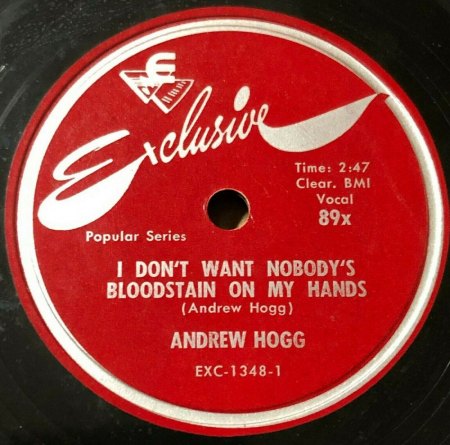 Exclusive
Time: 2:47
Clear. BMI
Vocal
89x
Popular Series
I DON'T WANT NOBODY'S
BLOODSTAIN ON MY HANDS
(Andrew Hogg)
ANDREW HOGG
EXC-1348-1